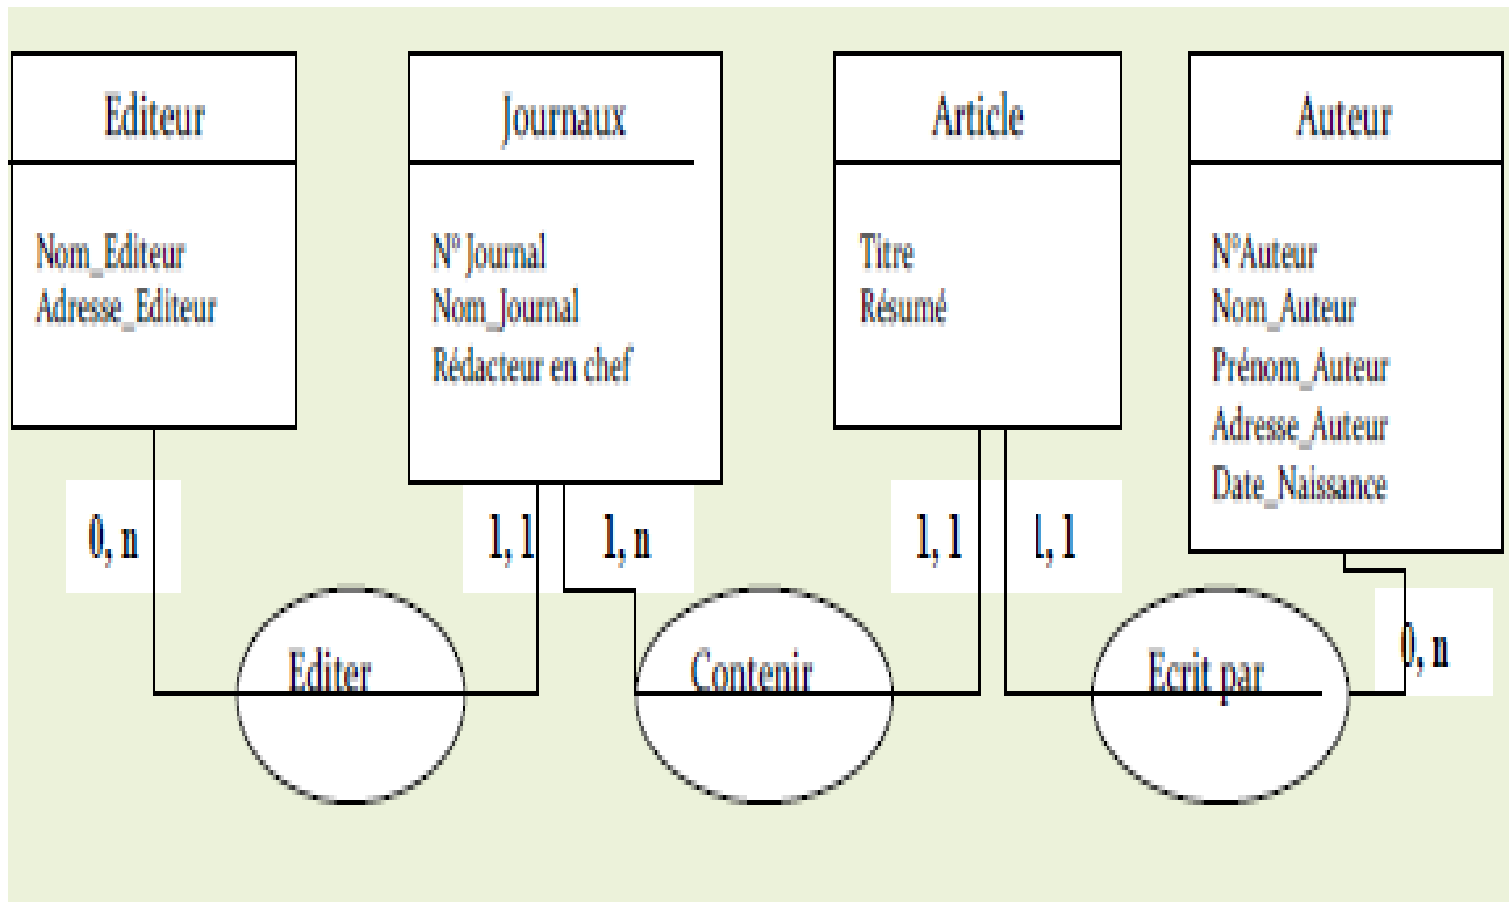 Editeur
Nom_Editeur
Adresse_Editeur
Journaux
N° Journal
Nom_Journal
Rédacteur en chef
Article
Titre
Résumé
Auteur
N°Auteur
Nom_Auteur
Prénom_Auteur
Adresse_Auteur
Date_Naissance
0, n
1, 1
1, n
1, 1
1, 1
0, n
Editer
Contenir
Ecrit par